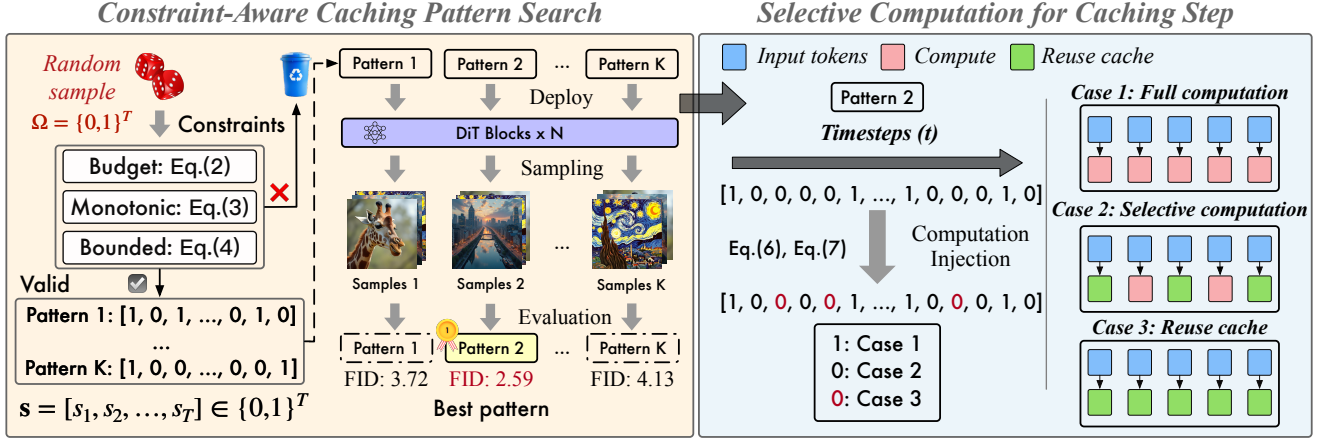 Constraint-Aware Caching Pattern Search
Random sample
Ω = {0,1}^T
Constraints
Budget: Eq.(2)
Monotonic: Eq.(3)
Bounded: Eq.(4)
Valid
Pattern 1: [1, 0, 1, ..., 0, 1, 0]
...
Pattern K: [1, 0, 0, ..., 0, 0, 1]
s = [s₁, s₂, …, s_T] ∈ {0,1}^T
Pattern 1 Pattern 2 ... Pattern K
Deploy
DiT Blocks x N
Sampling
...
Samples 1 Samples 2 Samples K
Evaluation
1
Pattern 1 Pattern 2 ... Pattern K
FID: 3.72 FID: 2.59 FID: 4.13
Best pattern
Selective Computation for Caching Step
Input tokens Compute Reuse cache
Pattern 2
Timesteps (t)
[1, 0, 0, 0, 0, 1, ..., 1, 0, 0, 0, 1, 0]
Eq.(6), Eq.(7)
Computation
Injection
[1, 0, 0, 0, 0, 1, ..., 1, 0, 0, 0, 1, 0]
1: Case 1
0: Case 2
0: Case 3
Case 1: Full computation
Case 2: Selective computation
Case 3: Reuse cache